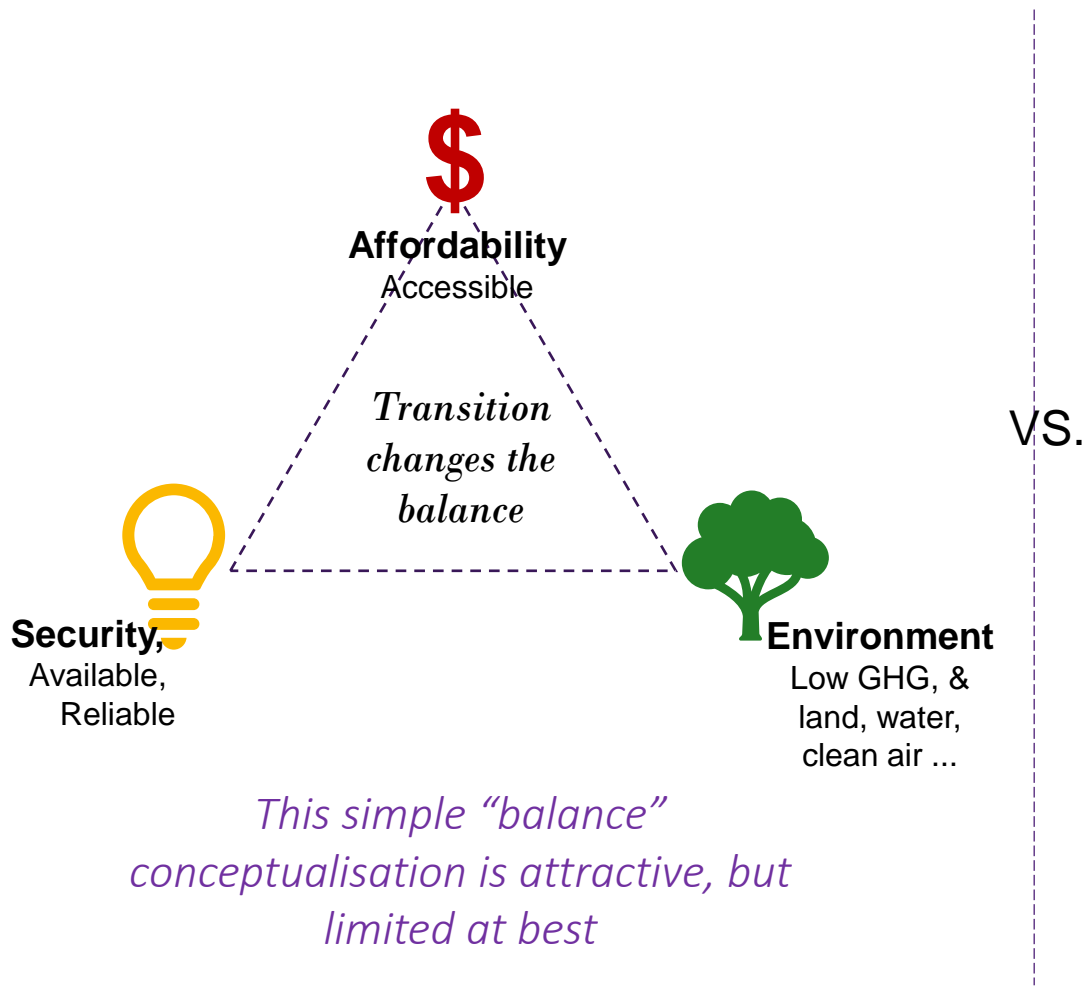 $
Affordability
Accessible
Transition
changes the
balance
VS.
Security,
Available,
Reliable
Environment
Low GHG, &
land, water,
clean air ...
This simple “balance”
conceptualisation is attractive, but
limited at best